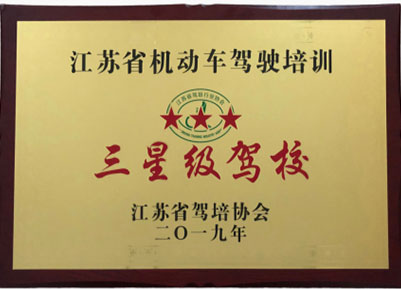 江苏省机动车驾驶培训
三星级驾校
江苏省驾培协会
二〇一九年